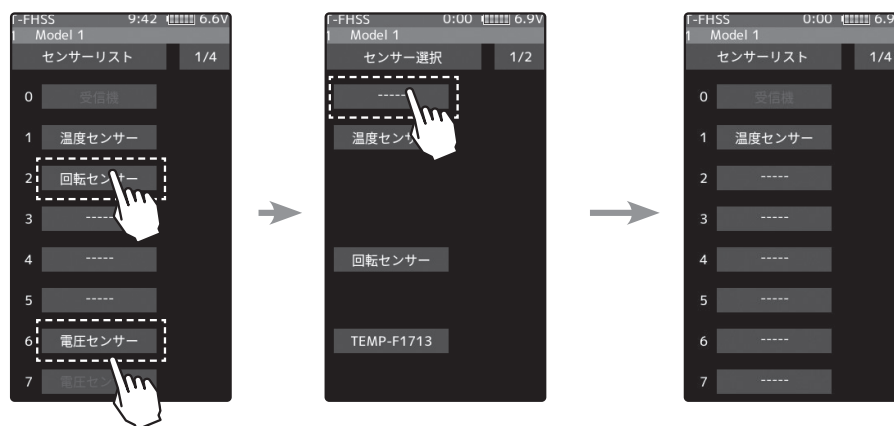 T-FHSS 9:42 6.6V
1 Model 1
センサーリスト 1/4
0 受信機
1 温度センサー
2 回転センサー
3 -----
4 -----
5 -----
6 電圧センサー
7 電圧セン
T-FHSS 0:00 6.9V
1 Model 1
センサー選択 1/2
-----
温度センサ
回転センサー
TEMP-F1713
T-FHSS 0:00 6.9
1 Model 1
センサーリスト 1/4
0 受信機
1 温度センサー
2 -----
3 -----
4 -----
5 -----
6 -----
7 -----